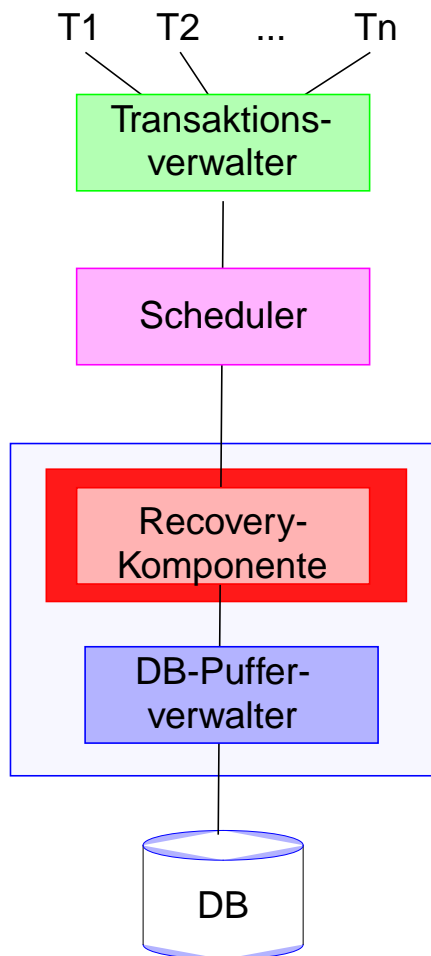 T1 T2 ... Tn
Transaktions-
verwalter
Scheduler
Recovery-
Komponente
DB-Puffer-
verwalter
DB